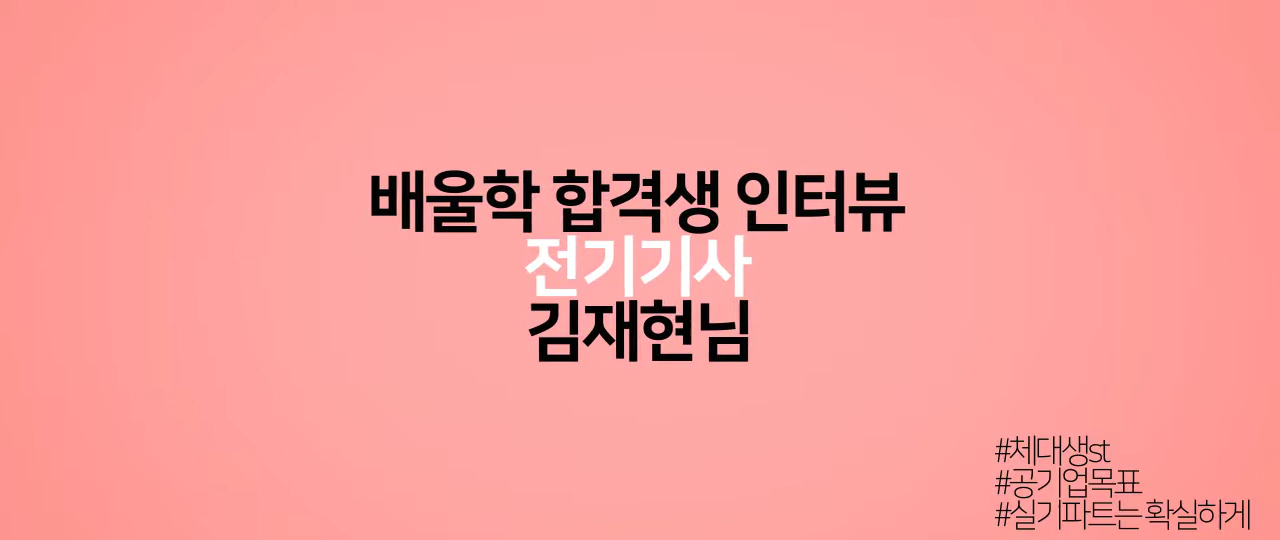 배울학 합격생 인터뷰
전기기사
김재현님
#체대생st
#공기업목표
#실기파트는 확실하게